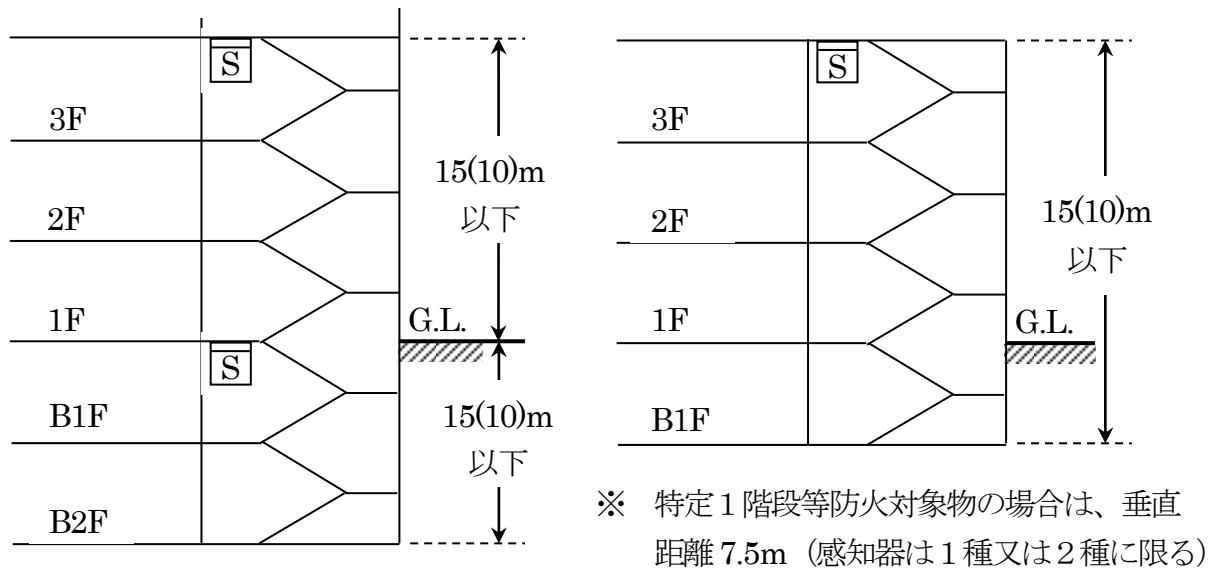 S
3F
15(10)m
以下
2F
1F
G.L.
S
B1F
15(10)m
以下
B2F
S
3F
15(10)m
以下
2F
1F
G.L.
B1F
※ 特定1階段等防火対象物の場合は、垂直
距離 7.5m (感知器は1種又は2種に限る)